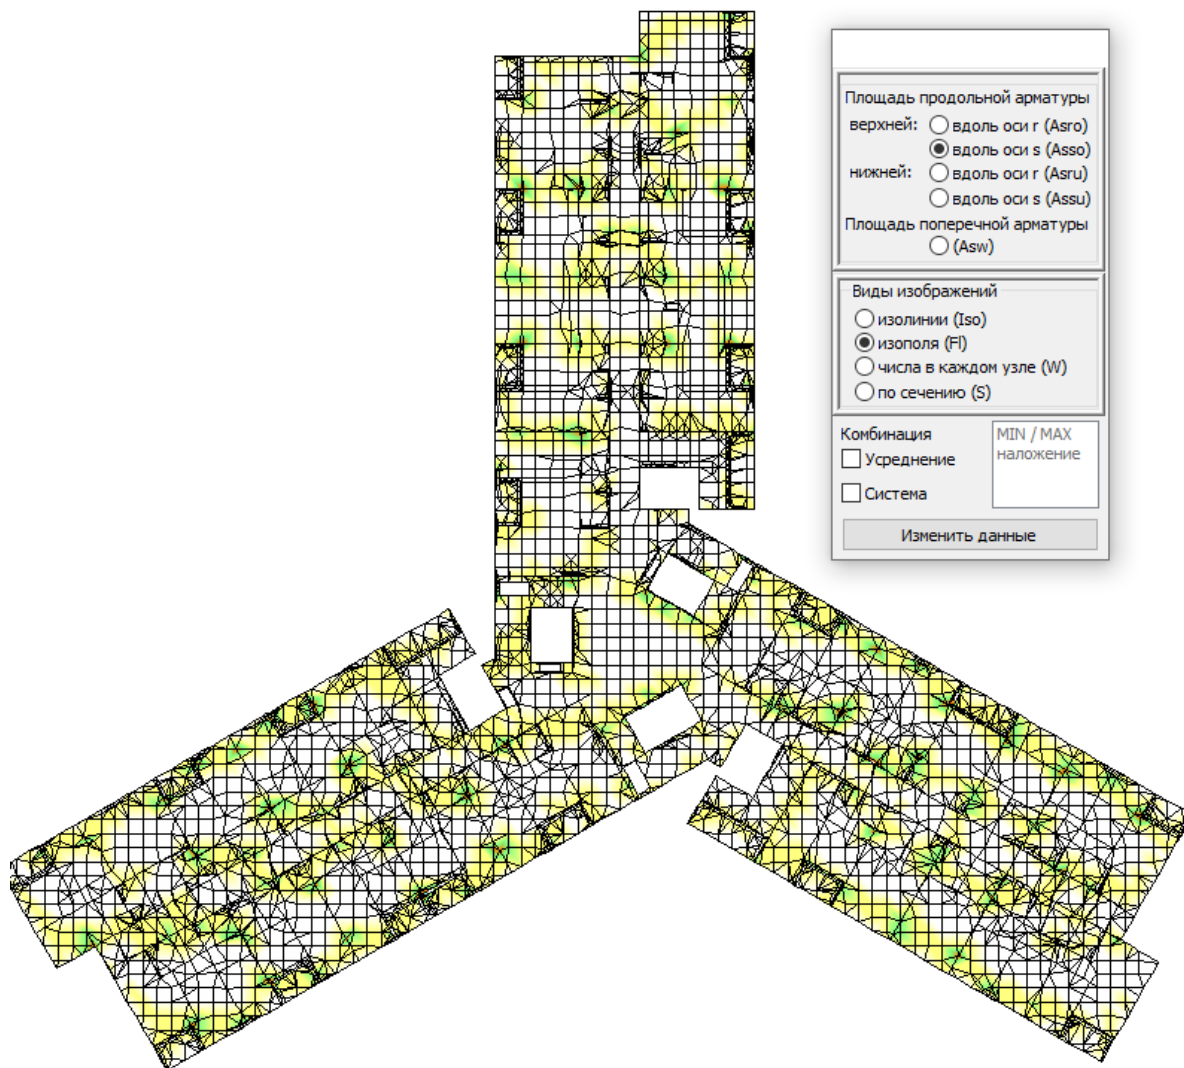 Площадь продольной арматуры
верхней:
вдоль оси r (Asro)
вдоль оси s (Asso)
нижней:
вдоль оси r (Asru)
вдоль оси s (Assu)
Площадь поперечной арматуры
(Asw)
Виды изображений
изолинии (Iso)
изополя (Fl)
числа в каждом узле (W)
по сечению (S)
Комбинация
Усреднение
Система
MIN / MAX
наложение
Изменить данные